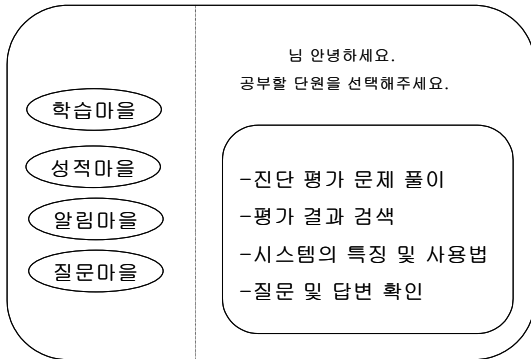 학습마을
성적마을
알림마을
질문마을
님 안녕하세요.
공부할 단원을 선택해주세요.
-진단 평가 문제 풀이
-평가 결과 검색
-시스템의 특징 및 사용법
-질문 및 답변 확인